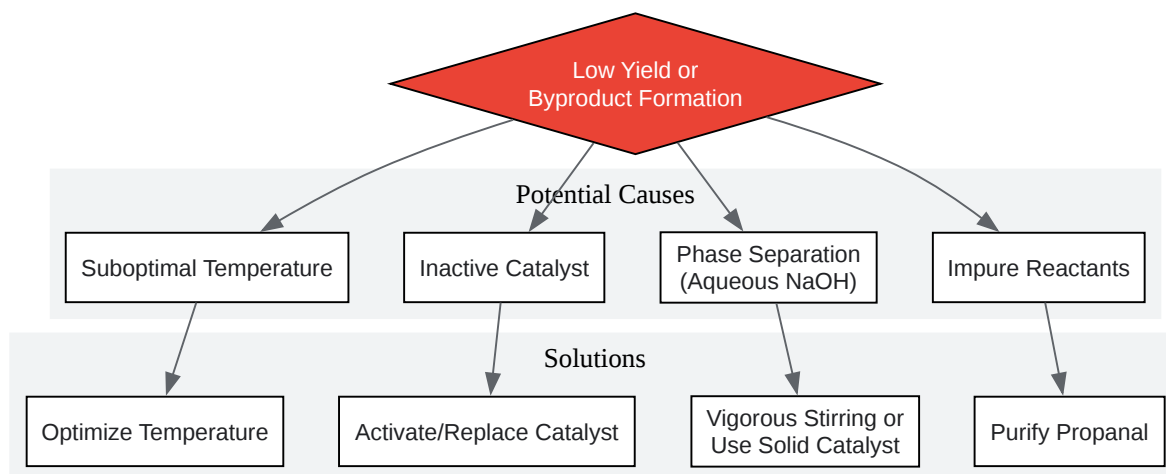 Low Yield or
Byproduct Formation
Potential Causes
Suboptimal Temperature
Inactive Catalyst
Phase Separation
(Aqueous NaOH)
Impure Reactants
Solutions
Optimize Temperature
Activate/Replace Catalyst
Vigorous Stirring or
Use Solid Catalyst
Purify Propanal